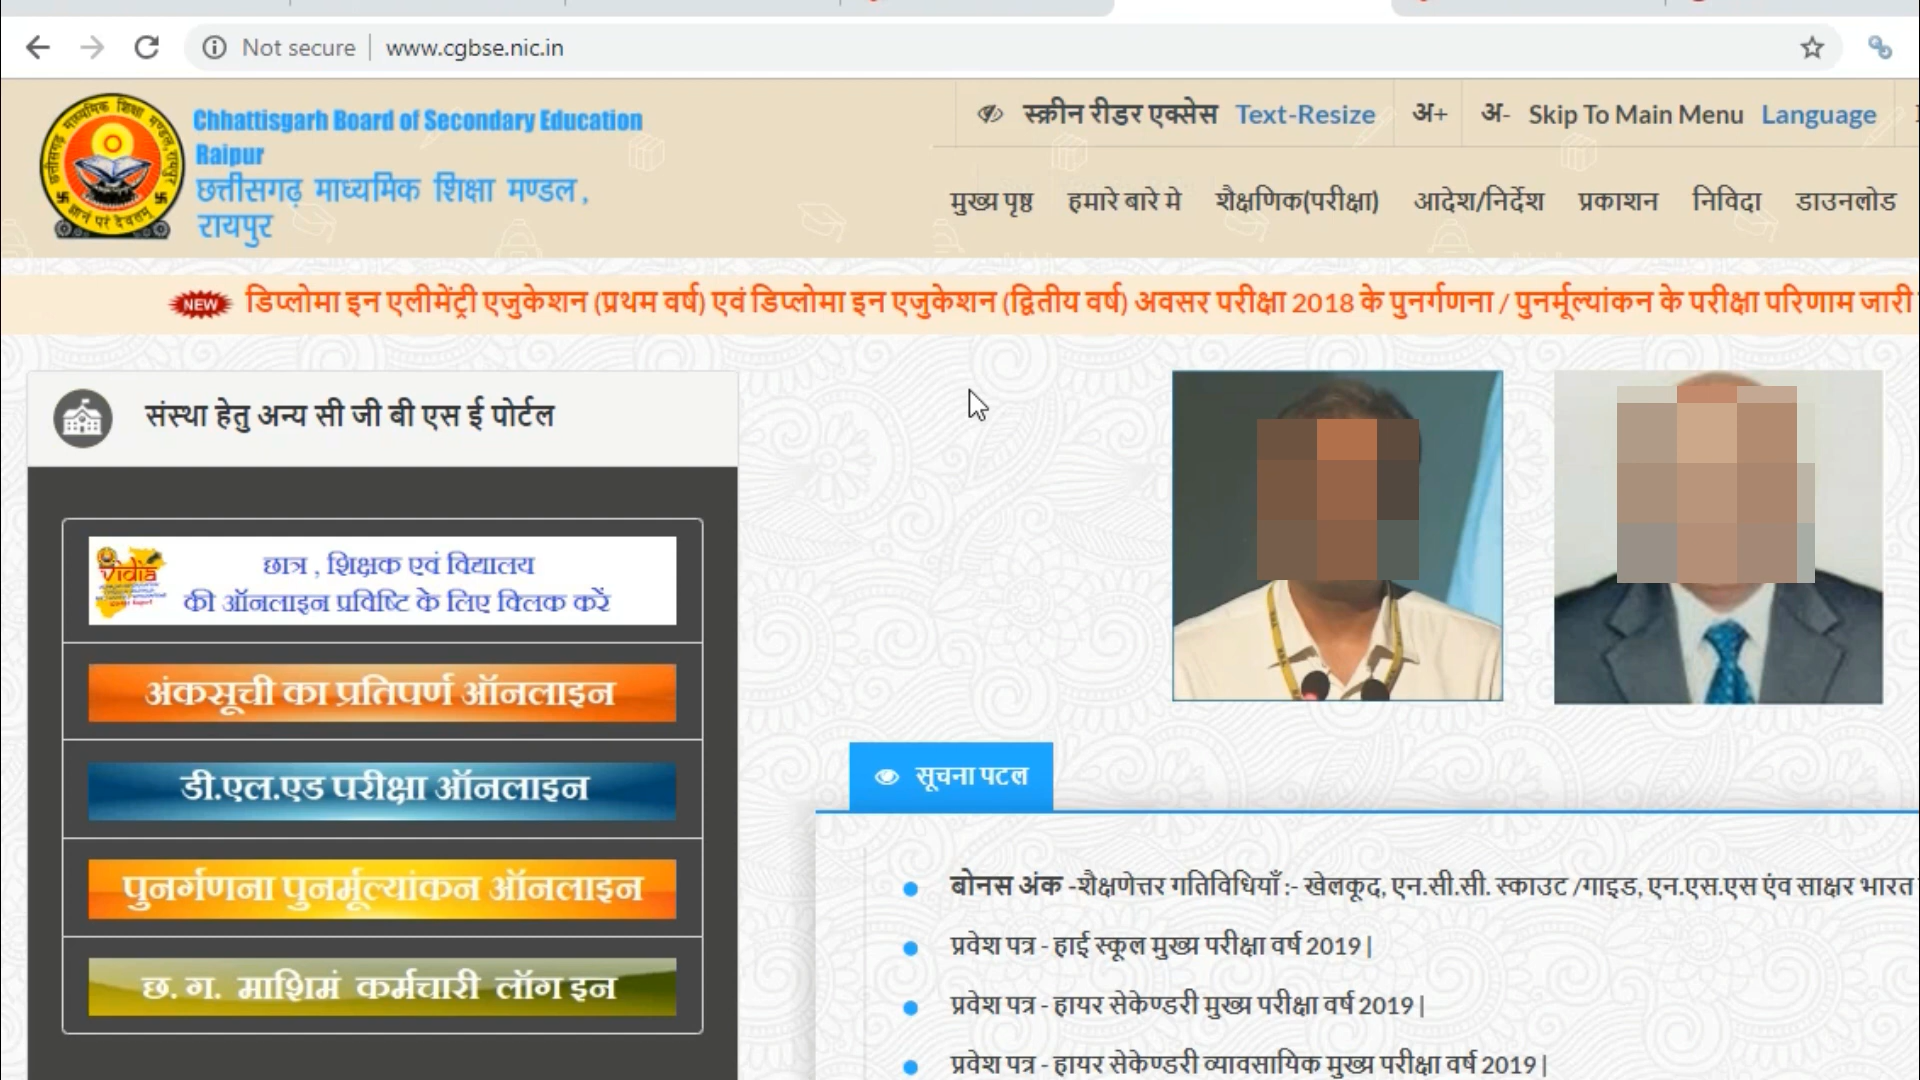 Not secure
www.cgbse.nic.in
Chhattisgarh Board of Secondary Education
Raipur
छत्तीसगढ़ माध्यमिक शिक्षा मण्डल ,
रायपुर
स्क्रीन रीडर एक्सेस Text-Resize अ+ अ- Skip To Main Menu Language
मुख्य पृष्ठ हमारे बारे मे शैक्षणिक(परीक्षा) आदेश/निर्देश प्रकाशन निविदा डाउनलोड
NEW डिप्लोमा इन एलीमेंट्री एजुकेशन (प्रथम वर्ष) एवं डिप्लोमा इन एजुकेशन (द्वितीय वर्ष) अवसर परीक्षा 2018 के पुनर्गणना / पुनर्मूल्यांकन के परीक्षा परिणाम जारी
संस्था हेतु अन्य सी जी बी एस ई पोर्टल
vidia
छात्र , शिक्षक एवं विद्यालय
की ऑनलाइन प्रविष्टि के लिए क्लिक करें
अंकसूची का प्रतिपर्ण ऑनलाइन
डी.एल.एड परीक्षा ऑनलाइन
पुनर्गणना पुनर्मूल्यांकन ऑनलाइन
छ. ग. माशिमं कर्मचारी लॉग इन
सूचना पटल
बोनस अंक -शैक्षणेत्तर गतिविधियाँ :- खेलकूद, एन.सी.सी. स्काउट /गाइड, एन.एस.एस एंव साक्षर भारत
प्रवेश पत्र - हाई स्कूल मुख्य परीक्षा वर्ष 2019 |
प्रवेश पत्र - हायर सेकेण्डरी मुख्य परीक्षा वर्ष 2019 |
प्रवेश पत्र - हायर सेकेण्डरी व्यावसायिक मुख्य परीक्षा वर्ष 2019 |